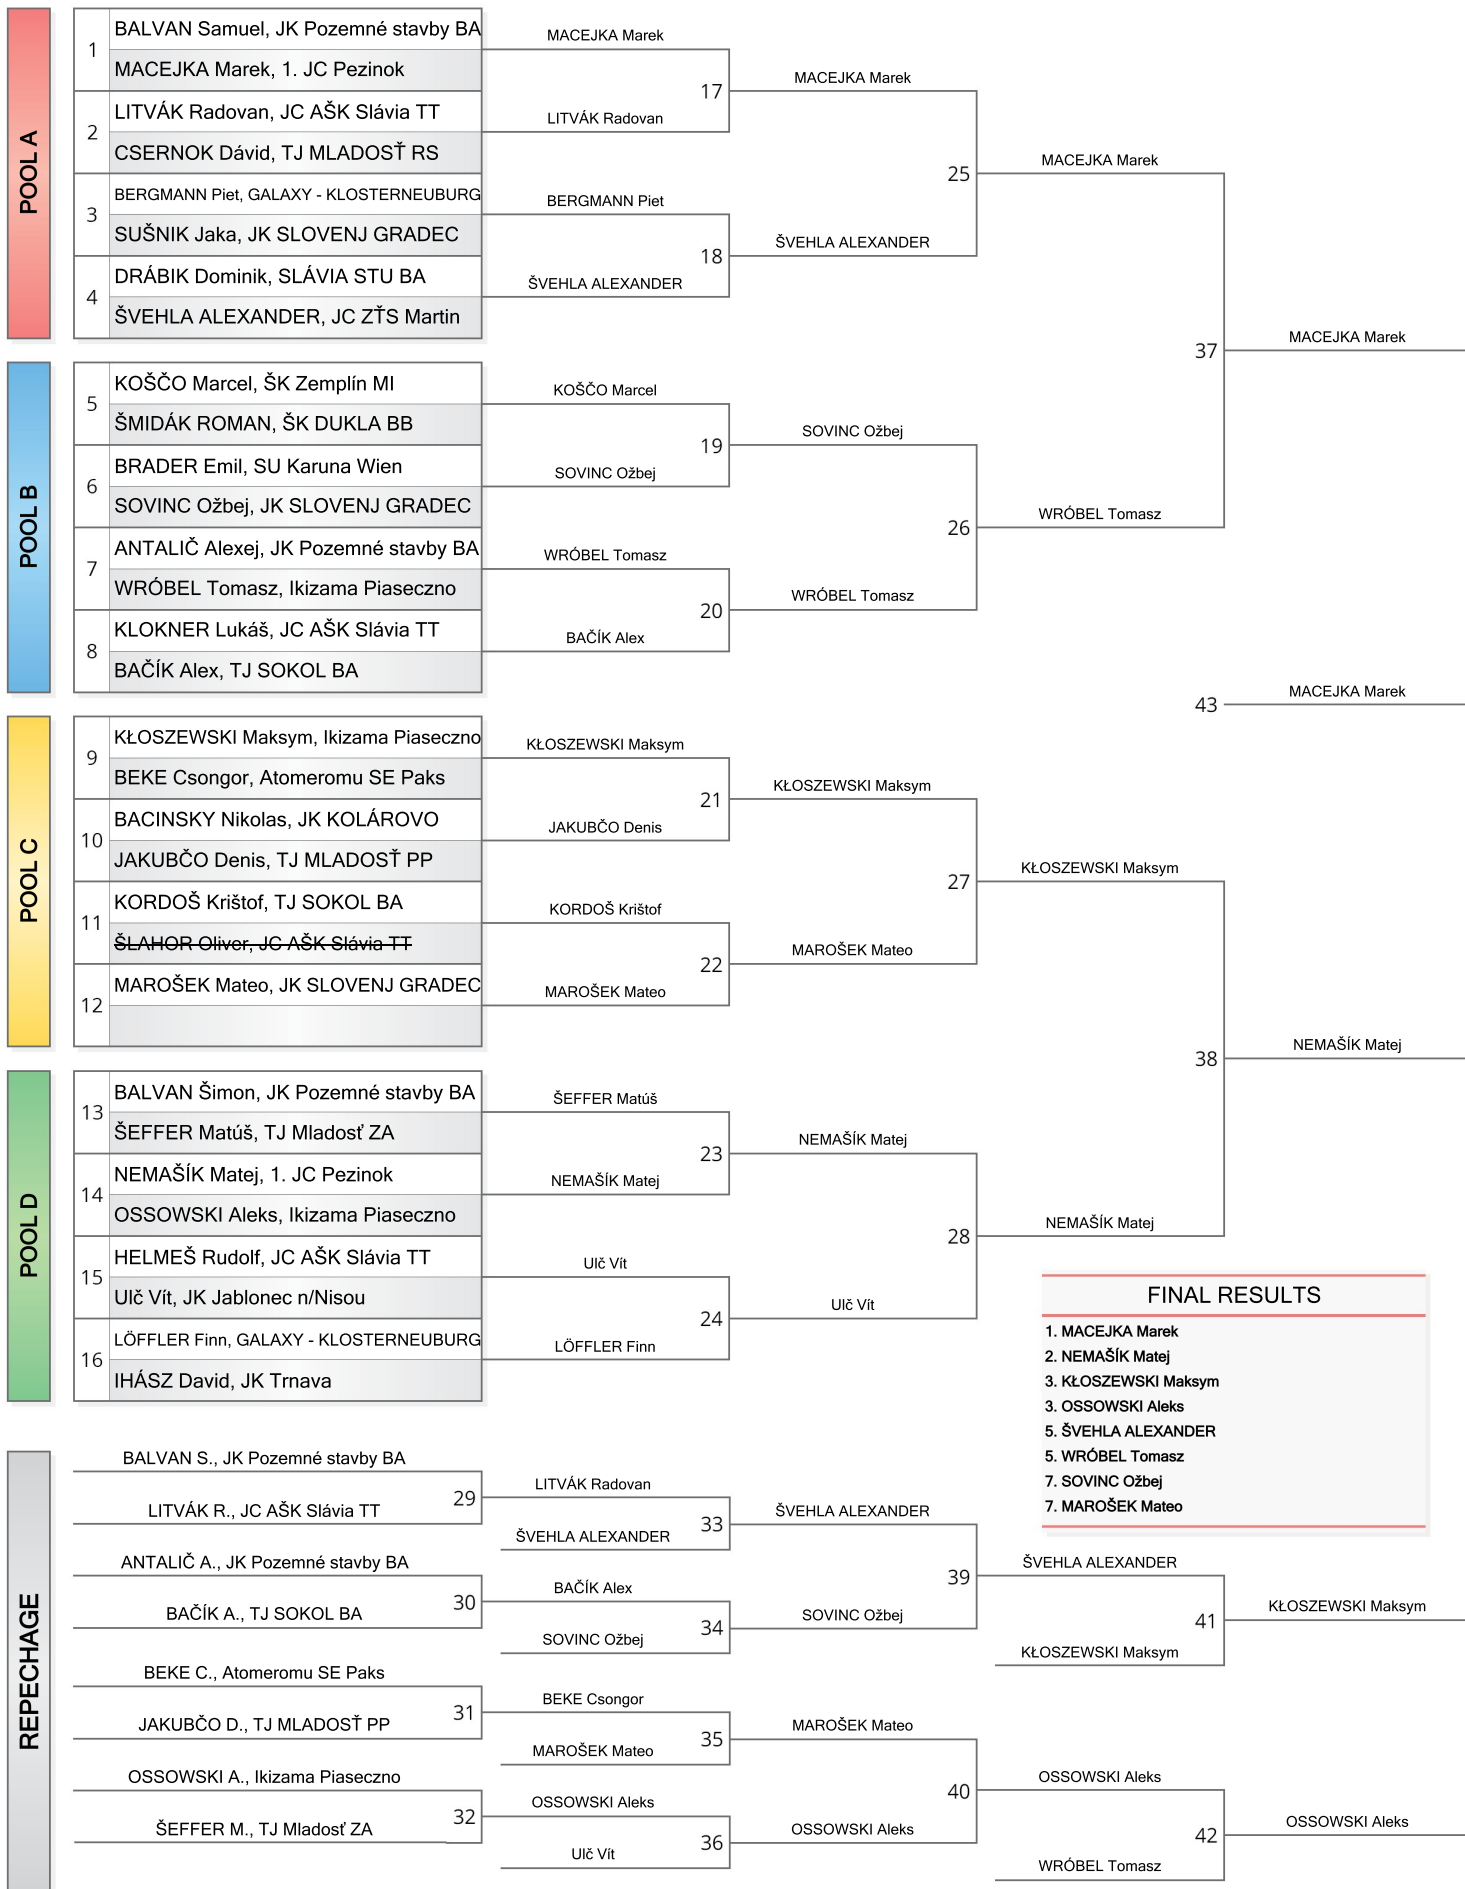 POOL A
1
BALVAN Samuel, JK Pozemné stavby BA
MACEJKA Marek, 1. JC Pezinok
2
LITVÁK Radovan, JC AŠK Slávia TT
CSERNOK Dávid, TJ MLADOSŤ RS
3
BERGMANN Piet, GALAXY - KLOSTERNEUBURG
SUŠNIK Jaka, JK SLOVENJ GRADEC
4
DRÁBIK Dominik, SLÁVIA STU BA
ŠVEHLA ALEXANDER, JC ZŤS Martin
MACEJKA Marek
17
LITVÁK Radovan
BERGMANN Piet
18
ŠVEHLA ALEXANDER
MACEJKA Marek
25
ŠVEHLA ALEXANDER
MACEJKA Marek
POOL B
5
KOŠČO Marcel, ŠK Zemplín MI
ŠMIDÁK ROMAN, ŠK DUKLA BB
6
BRADER Emil, SU Karuna Wien
SOVINC Ožbej, JK SLOVENJ GRADEC
7
ANTALIČ Alexej, JK Pozemné stavby BA
WRÓBEL Tomasz, Ikizama Piaseczno
8
KLOKNER Lukáš, JC AŠK Slávia TT
BAČÍK Alex, TJ SOKOL BA
KOŠČO Marcel
19
SOVINC Ožbej
WRÓBEL Tomasz
20
BAČÍK Alex
SOVINC Ožbej
26
WRÓBEL Tomasz
WRÓBEL Tomasz
37
MACEJKA Marek
43
MACEJKA Marek
POOL C
9
KŁOSZEWSKI Maksym, Ikizama Piaseczno
BEKE Csongor, Atomeromu SE Paks
10
BACINSKY Nikolas, JK KOLÁROVO
JAKUBČO Denis, TJ MLADOSŤ PP
11
KORDOŠ Krištof, TJ SOKOL BA
ŠLAHOR Oliver, JC AŠK Slávia TT
12
MAROŠEK Mateo, JK SLOVENJ GRADEC
KŁOSZEWSKI Maksym
21
JAKUBČO Denis
KORDOŠ Krištof
22
MAROŠEK Mateo
KŁOSZEWSKI Maksym
27
MAROŠEK Mateo
KŁOSZEWSKI Maksym
38
NEMAŠÍK Matej
POOL D
13
BALVAN Šimon, JK Pozemné stavby BA
ŠEFFER Matúš, TJ Mladosť ZA
14
NEMAŠÍK Matej, 1. JC Pezinok
OSSOWSKI Aleks, Ikizama Piaseczno
15
HELMEŠ Rudolf, JC AŠK Slávia TT
Ulč Vít, JK Jablonec n/Nisou
16
LÖFFLER Finn, GALAXY - KLOSTERNEUBURG
IHÁSZ David, JK Trnava
ŠEFFER Matúš
23
NEMAŠÍK Matej
Ulč Vít
24
LÖFFLER Finn
NEMAŠÍK Matej
28
Ulč Vít
NEMAŠÍK Matej
FINAL RESULTS
1. MACEJKA Marek
2. NEMAŠÍK Matej
3. KŁOSZEWSKI Maksym
3. OSSOWSKI Aleks
5. ŠVEHLA ALEXANDER
5. WRÓBEL Tomasz
7. SOVINC Ožbej
7. MAROŠEK Mateo
REPECHAGE
BALVAN S., JK Pozemné stavby BA
29
LITVÁK R., JC AŠK Slávia TT
ANTALIČ A., JK Pozemné stavby BA
30
BAČÍK A., TJ SOKOL BA
BEKE C., Atomeromu SE Paks
31
JAKUBČO D., TJ MLADOSŤ PP
OSSOWSKI A., Ikizama Piaseczno
32
ŠEFFER M., TJ Mladosť ZA
LITVÁK Radovan
33
ŠVEHLA ALEXANDER
BAČÍK Alex
34
SOVINC Ožbej
BEKE Csongor
35
MAROŠEK Mateo
OSSOWSKI Aleks
36
Ulč Vít
ŠVEHLA ALEXANDER
39
SOVINC Ožbej
MAROŠEK Mateo
40
OSSOWSKI Aleks
ŠVEHLA ALEXANDER
41
KŁOSZEWSKI Maksym
OSSOWSKI Aleks
42
WRÓBEL Tomasz
KŁOSZEWSKI Maksym
OSSOWSKI Aleks